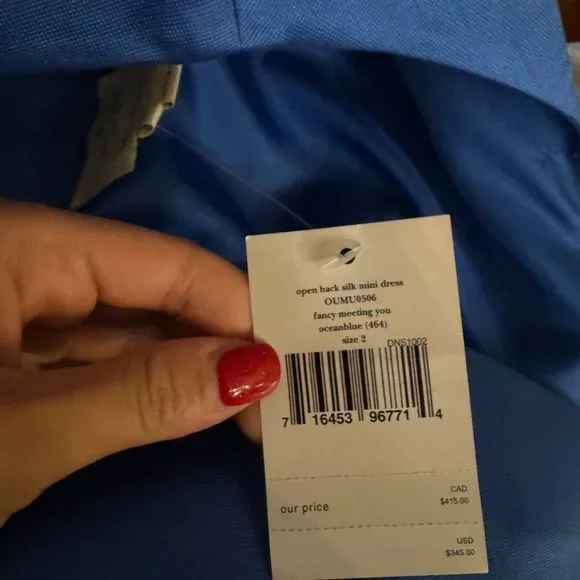 open back silk mini dress
OUMU0506
fancy meeting you
oceanblue (464)
size 2
DNS1002
7 16453 96771 4
our price
CAD
$415.00
USD
$345.00